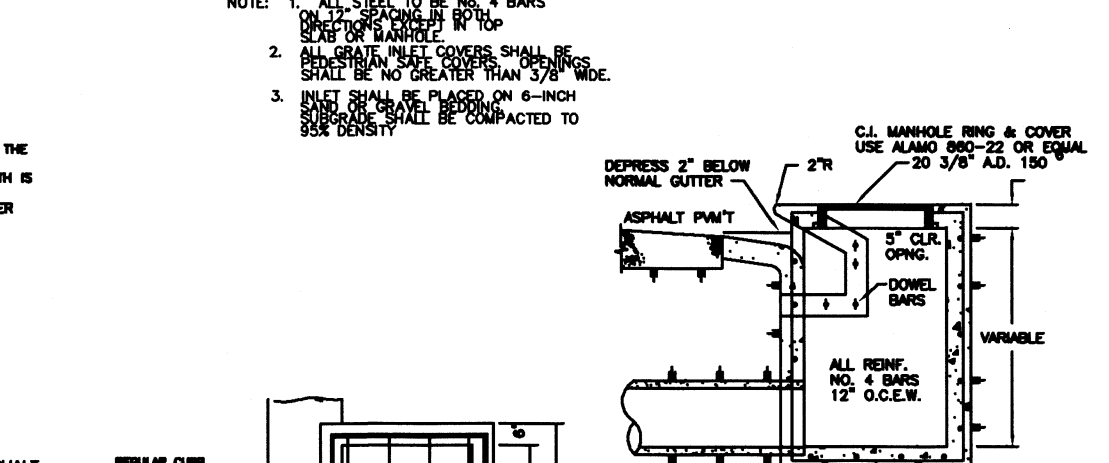 NOTE: 1. ALL STEEL TO BE No. 4 BARS
ON 12" SPACING IN BOTH
DIRECTIONS EXCEPT IN TOP
SLAB OR MANHOLE.
2. ALL GRATE INLET COVERS SHALL BE
PEDESTRIAN SAFE COVERS. OPENINGS
SHALL BE NO GREATER THAN 3/8" WIDE.
3. INLET SHALL BE PLACED ON 6-INCH
SAND OR GRAVEL BEDDING.
SUBGRADE SHALL BE COMPACTED TO
95% DENSITY
THE
TH IS
ER
C.I. MANHOLE RING & COVER
USE ALAMO 860-22 OR EQUAL
20 3/8" A.D. 150
6"
DEPRESS 2" BELOW
NORMAL GUTTER
2"R
ASPHALT PVM'T
5" CLR.
OPNG.
DOWEL
BARS
VARIABLE
ALL REINF.
NO. 4 BARS
12" O.C.E.W.
6"
REGULAR CURB